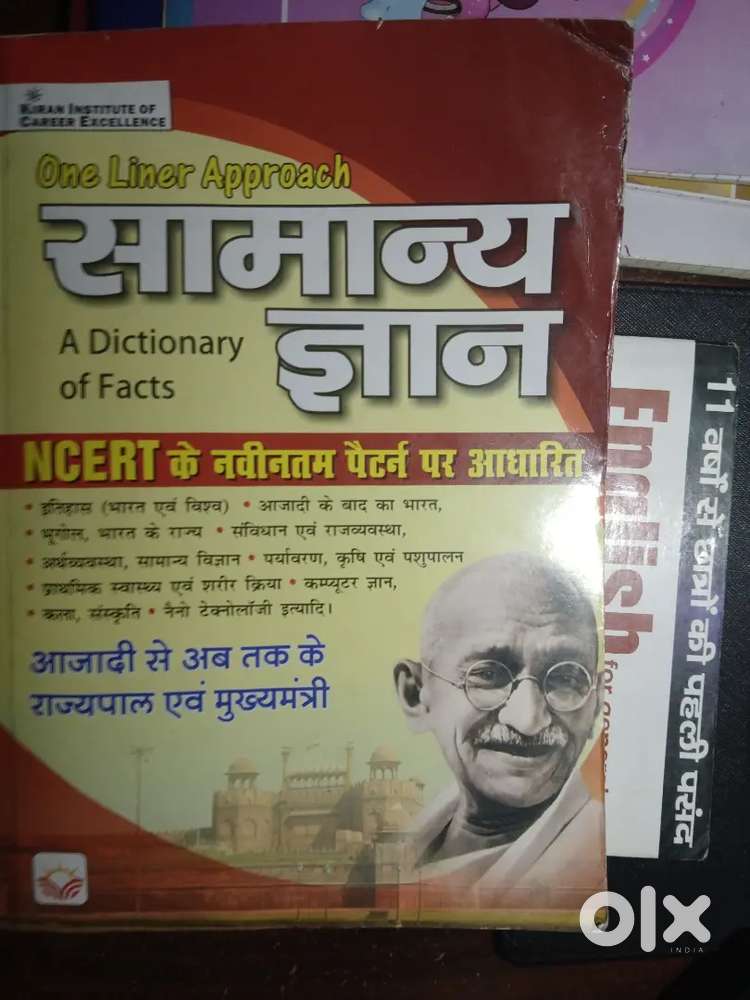 KIRAN INSTITUTE OF
CAREER EXCELLENCE
One Liner Approach
सामान्य
ज्ञान
A Dictionary
of Facts
NCERT के नवीनतम पैटर्न पर आधारित
• इतिहास (भारत एवं विश्व) • आजादी के बाद का भारत,
• भूगोल, भारत के राज्य • संविधान एवं राजव्यवस्था,
• अर्थव्यवस्था, सामान्य विज्ञान • पर्यावरण, कृषि एवं पशुपालन
• प्राथमिक स्वास्थ्य एवं शरीर क्रिया • कम्प्यूटर ज्ञान,
• कला, संस्कृति • नैनो टेक्नोलॉजी इत्यादि।
आजादी से अब तक के
राज्यपाल एवं मुख्यमंत्री
11 वर्षों से छात्रों की पहली पसंद
English
for
olx
INDIA